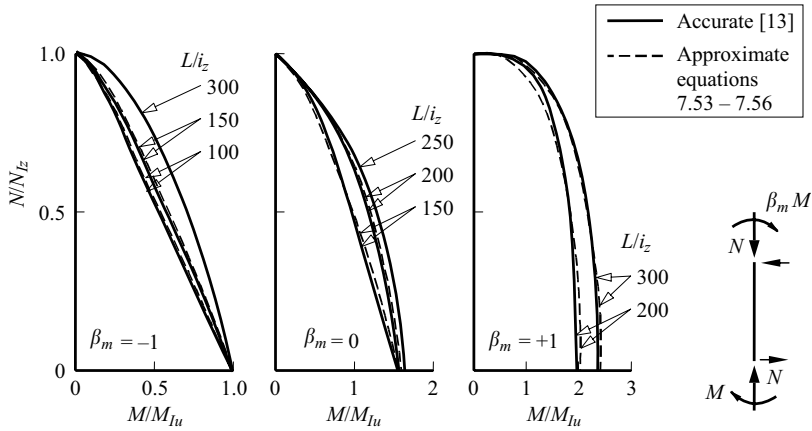 Accurate [13]
Approximate
equations
7.53 – 7.56
N/N_Iz
1.0
0.5
0
L/i_z
300
150
100
β_m = –1
0
0.5
1.0
M/M_Iu
L/i_z
250
200
150
β_m = 0
0
1
2
M/M_Iu
L/i_z
300
200
β_m = +1
0
1
2
3
M/M_Iu
β_m M
N
N
M